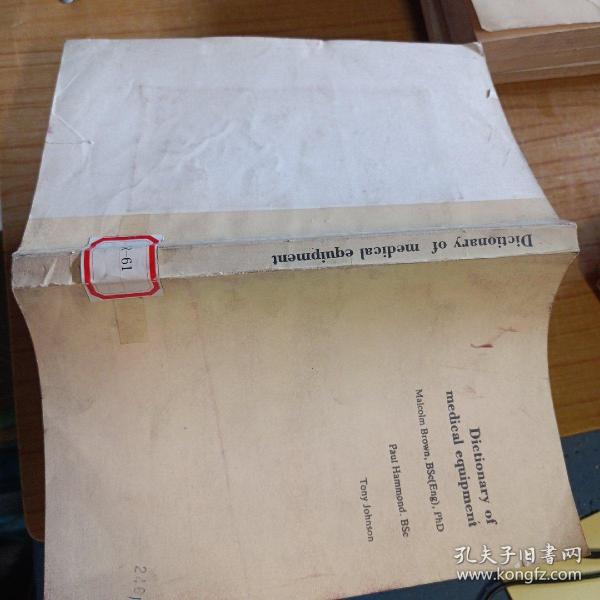 Dictionary of medical equipment
Dictionary of
medical equipment
Malcolm Brown, BSc(Eng), PhD
Paul Hammond, BSc
Tony Johnson
-61
孔夫子旧书网
www.kongfz.com